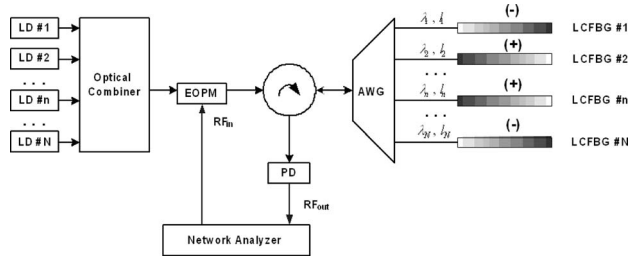 LD #1
LD #2
. . .
LD #n
. . .
LD #N
Optical
Combiner
EOPM
RFin
PD
RFout
Network Analyzer
AWG
λ1 , l1
λ2 , l2
. . .
λn , ln
. . .
λN , lN
(-)
(+)
(+)
(-)
LCFBG #1
LCFBG #2
LCFBG #n
LCFBG #N